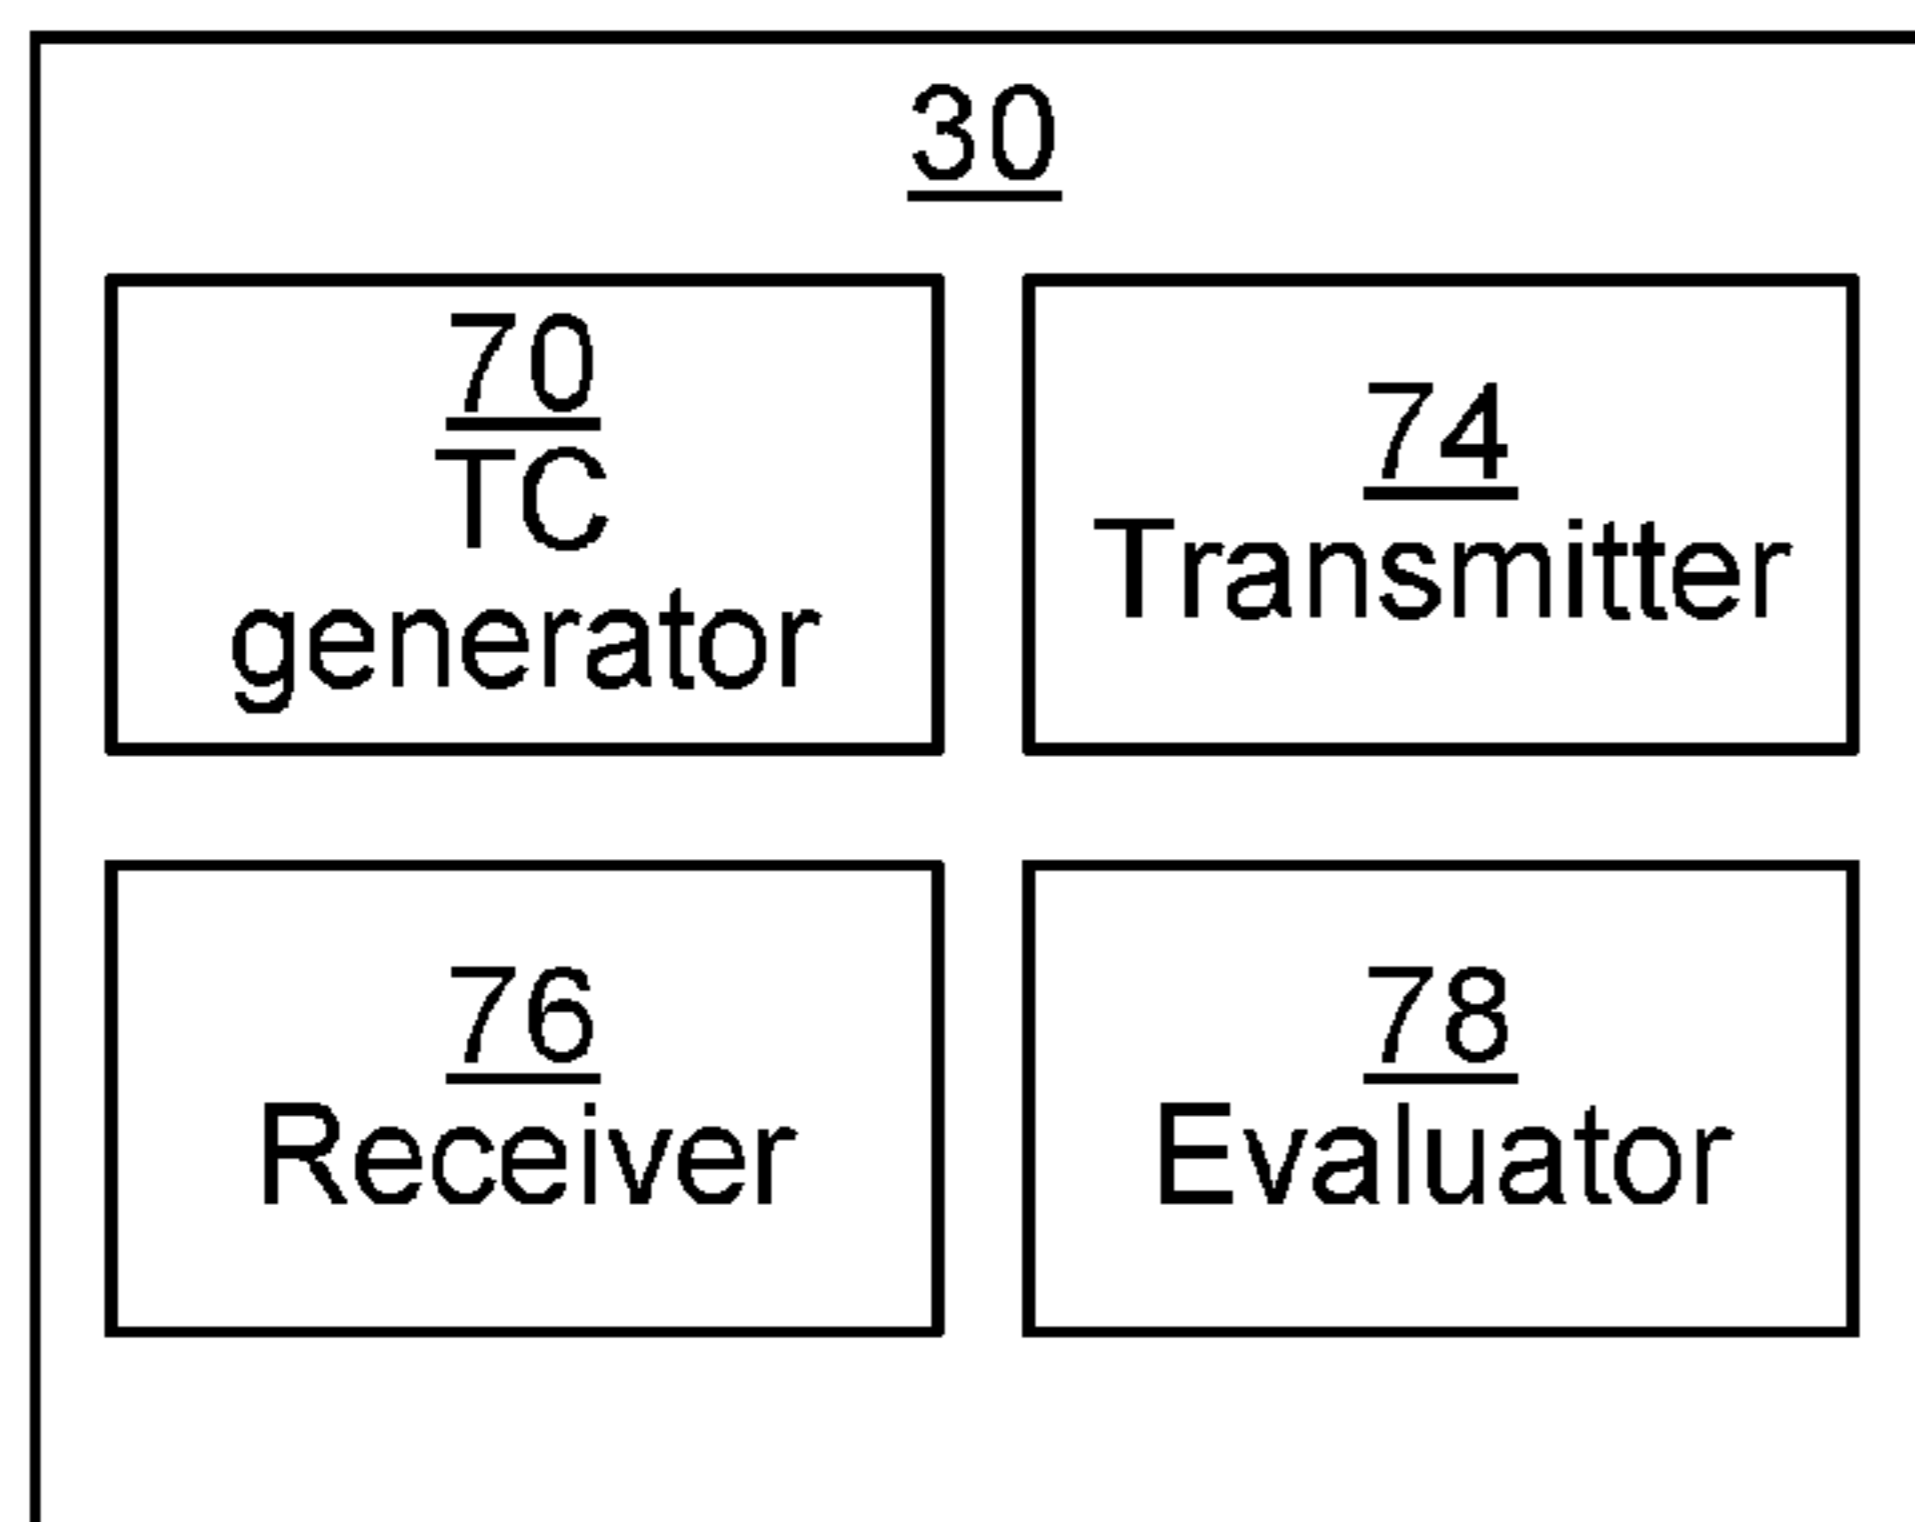 30
70
TC
generator
74
Transmitter
76
Receiver
78
Evaluator